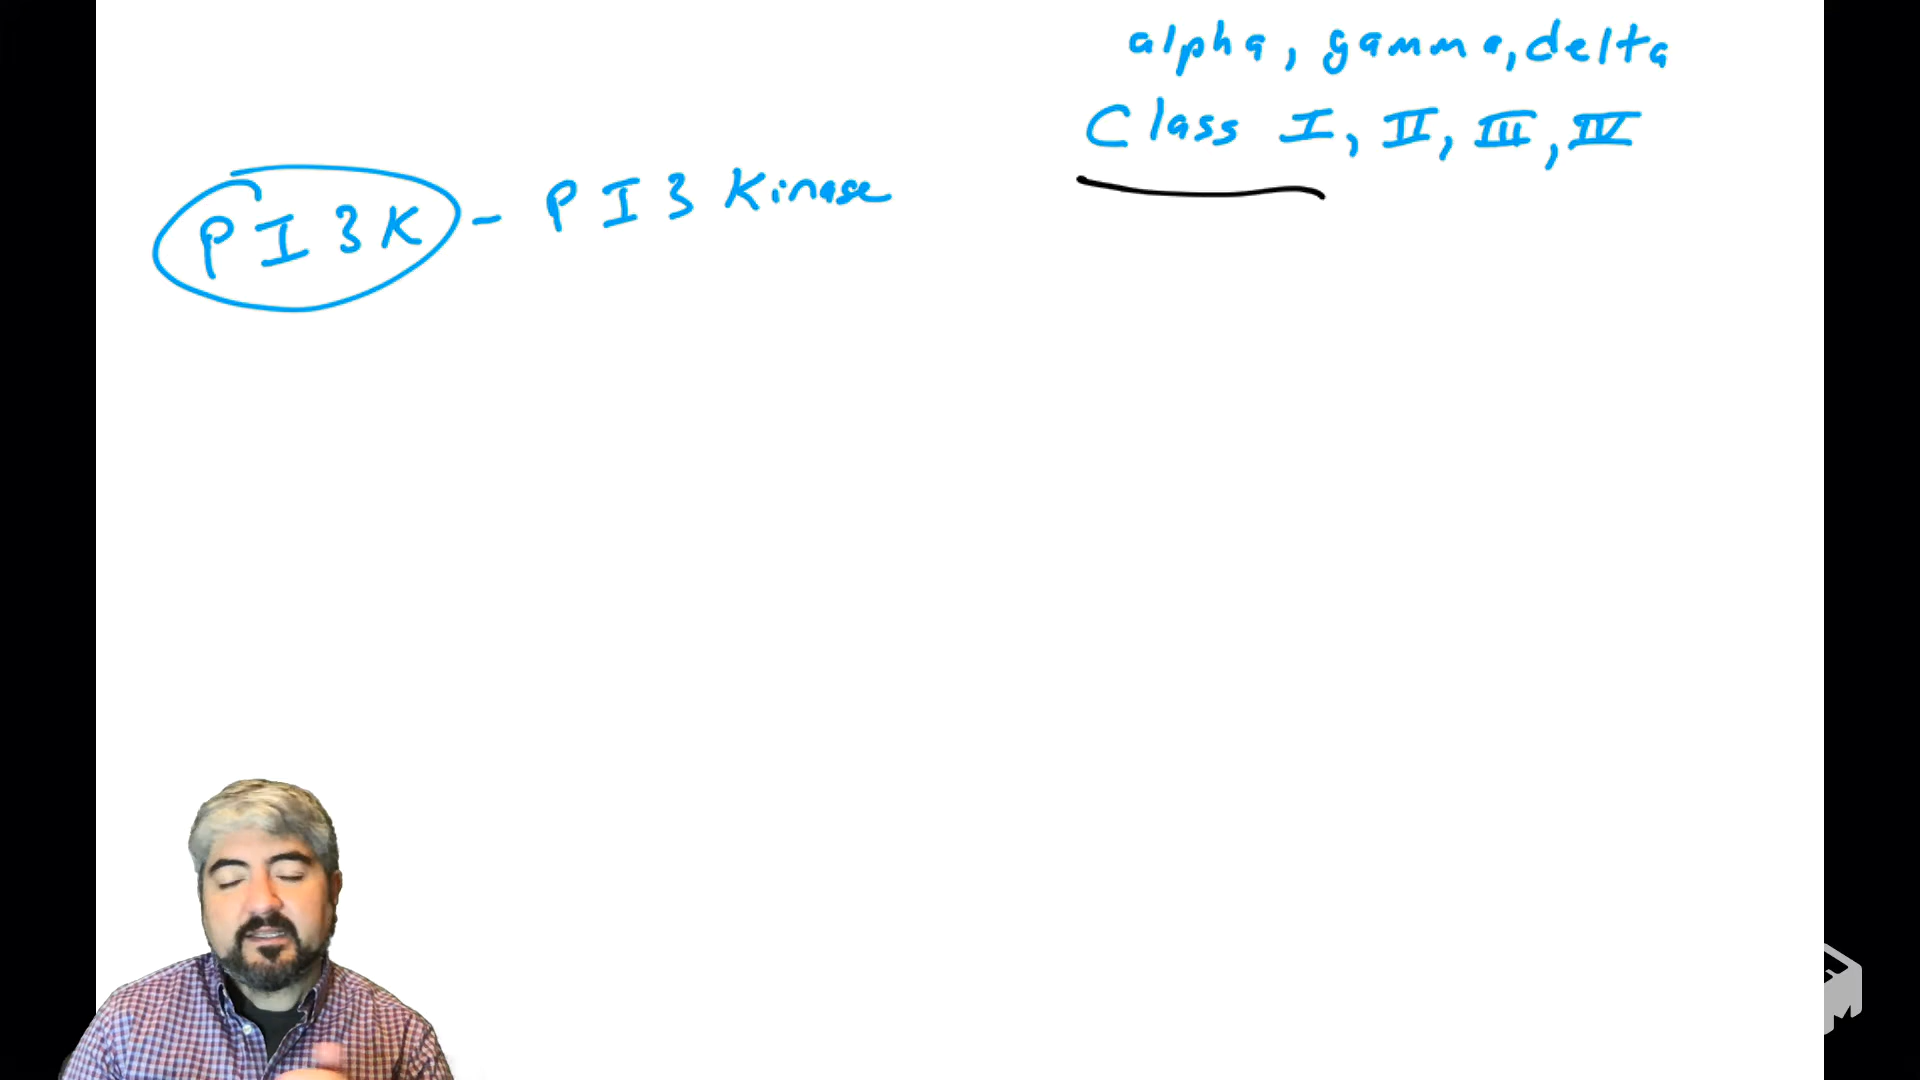 alpha, gamma, delta
Class I, II, III, IV
PI3K - PI3 Kinase